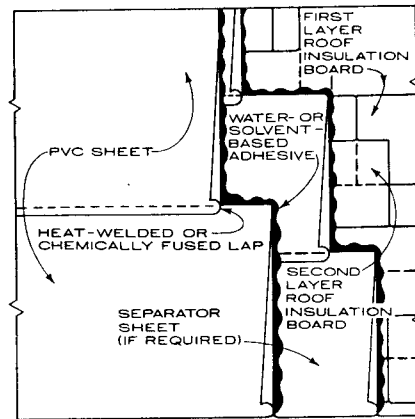 FIRST
LAYER
ROOF
INSULATION
BOARD
WATER- OR
SOLVENT-
BASED
ADHESIVE
PVC SHEET
HEAT-WELDED OR
CHEMICALLY FUSED LAP
SECOND
LAYER
ROOF
INSULATION
BOARD
SEPARATOR
SHEET
(IF REQUIRED)